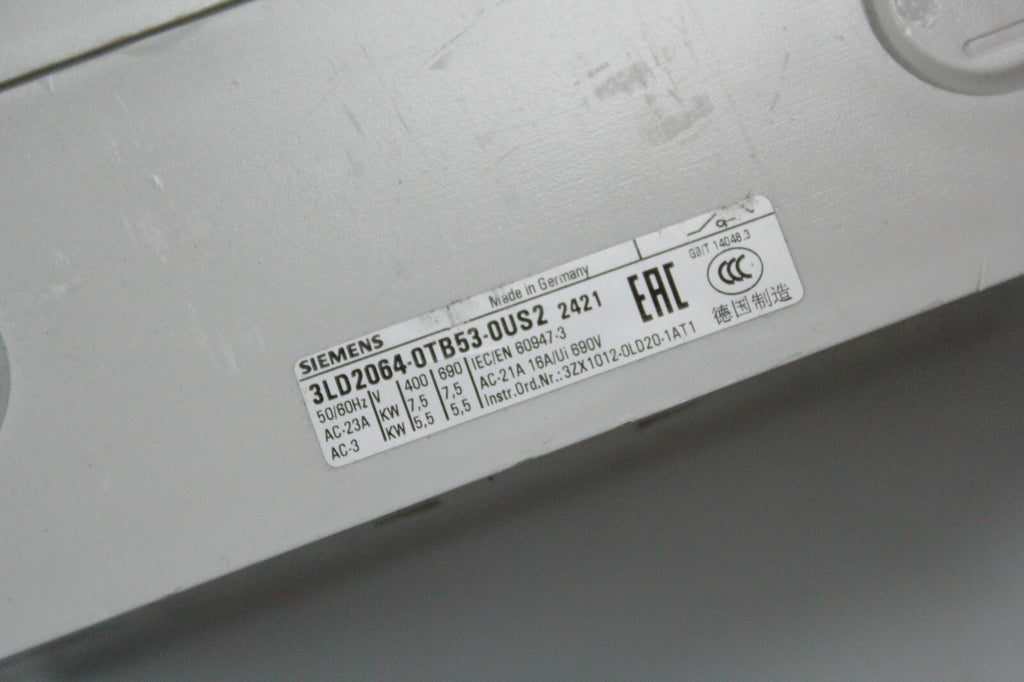 SIEMENS Made in Germany
3LD2064-0TB53-0US2 2421
50/60Hz V 400 690 IEC/EN 60947-3
AC-23A KW 7,5 7,5 AC-21A 16A/Ui 690V
AC-3 KW 5,5 5,5 Instr.Ord.Nr.:3ZX1012-0LD20-1AT1
EAC
GB/T 14048.3
CCC
德国制造